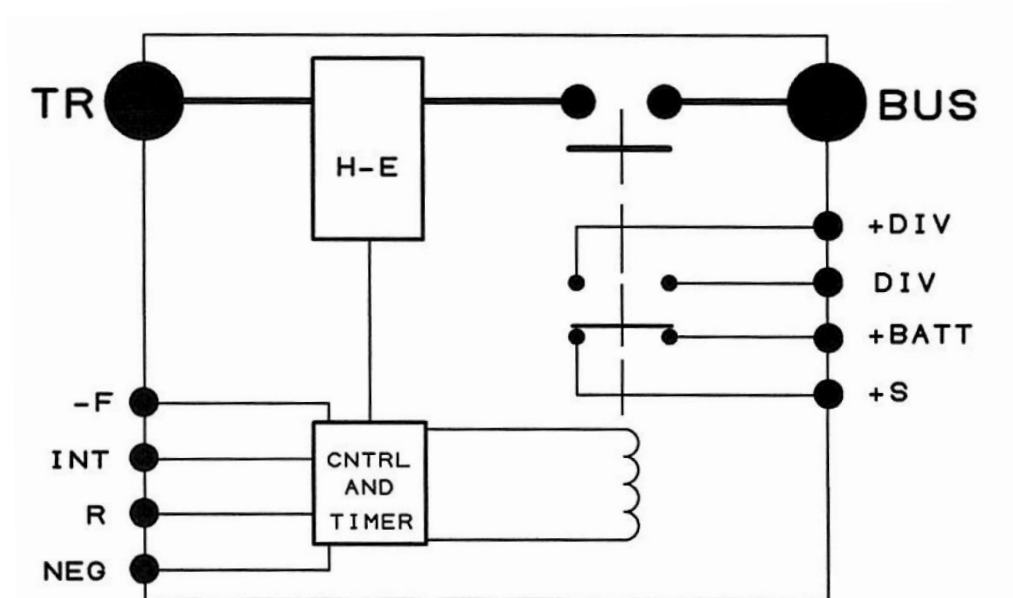 TR
BUS
H-E
+DIV
DIV
+BATT
+S
-F
INT
R
NEG
CNTRL
AND
TIMER